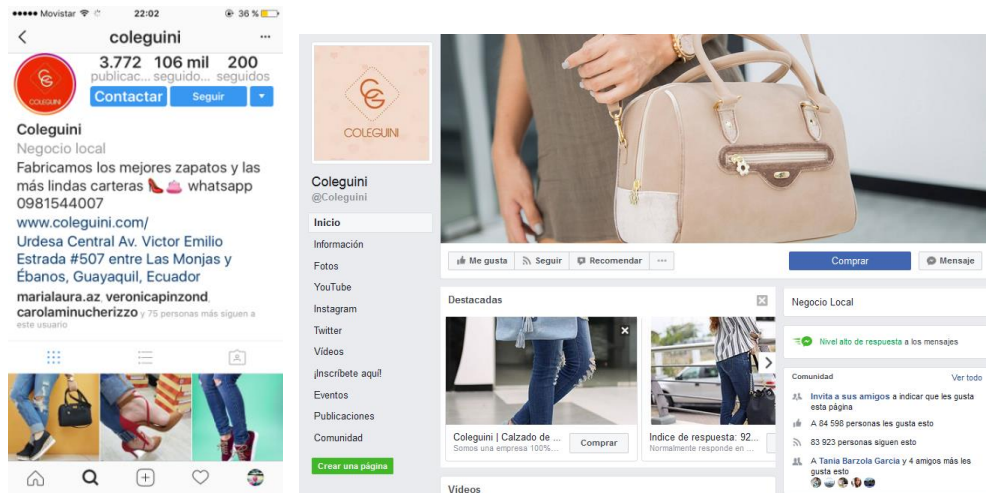 Movistar 22:02 36 %
coleguini
3.772 106 mil 200
publicac... seguido... seguidos
Contactar Seguir
COLEGUINI
Coleguini
Negocio local
Fabricamos los mejores zapatos y las
más lindas carteras whatsapp
0981544007
www.coleguini.com/
Urdesa Central Av. Victor Emilio
Estrada #507 entre Las Monjas y
Ébanos, Guayaquil, Ecuador
marialaura.az, veronicapinzond,
carolaminucherizzo y 75 personas más siguen a
este usuario
COLEGUINI
Coleguini
@Coleguini
Inicio
Información
Fotos
YouTube
Instagram
Twitter
Vídeos
¡Inscríbete aquí!
Eventos
Publicaciones
Comunidad
Crear una página
Me gusta Seguir Recomendar ...
Comprar Mensaje
Destacadas
Coleguini | Calzado de ...
Somos una empresa 100%...
Comprar
Indice de respuesta: 92...
Normalmente responde en ...
Vídeos
Negocio Local
Nivel alto de respuesta a los mensajes
Comunidad Ver todo
Invita a sus amigos a indicar que les gusta
esta página
A 84 598 personas les gusta esto
83 923 personas siguen esto
A Tania Barzola Garcia y 4 amigos más les
gusta esto